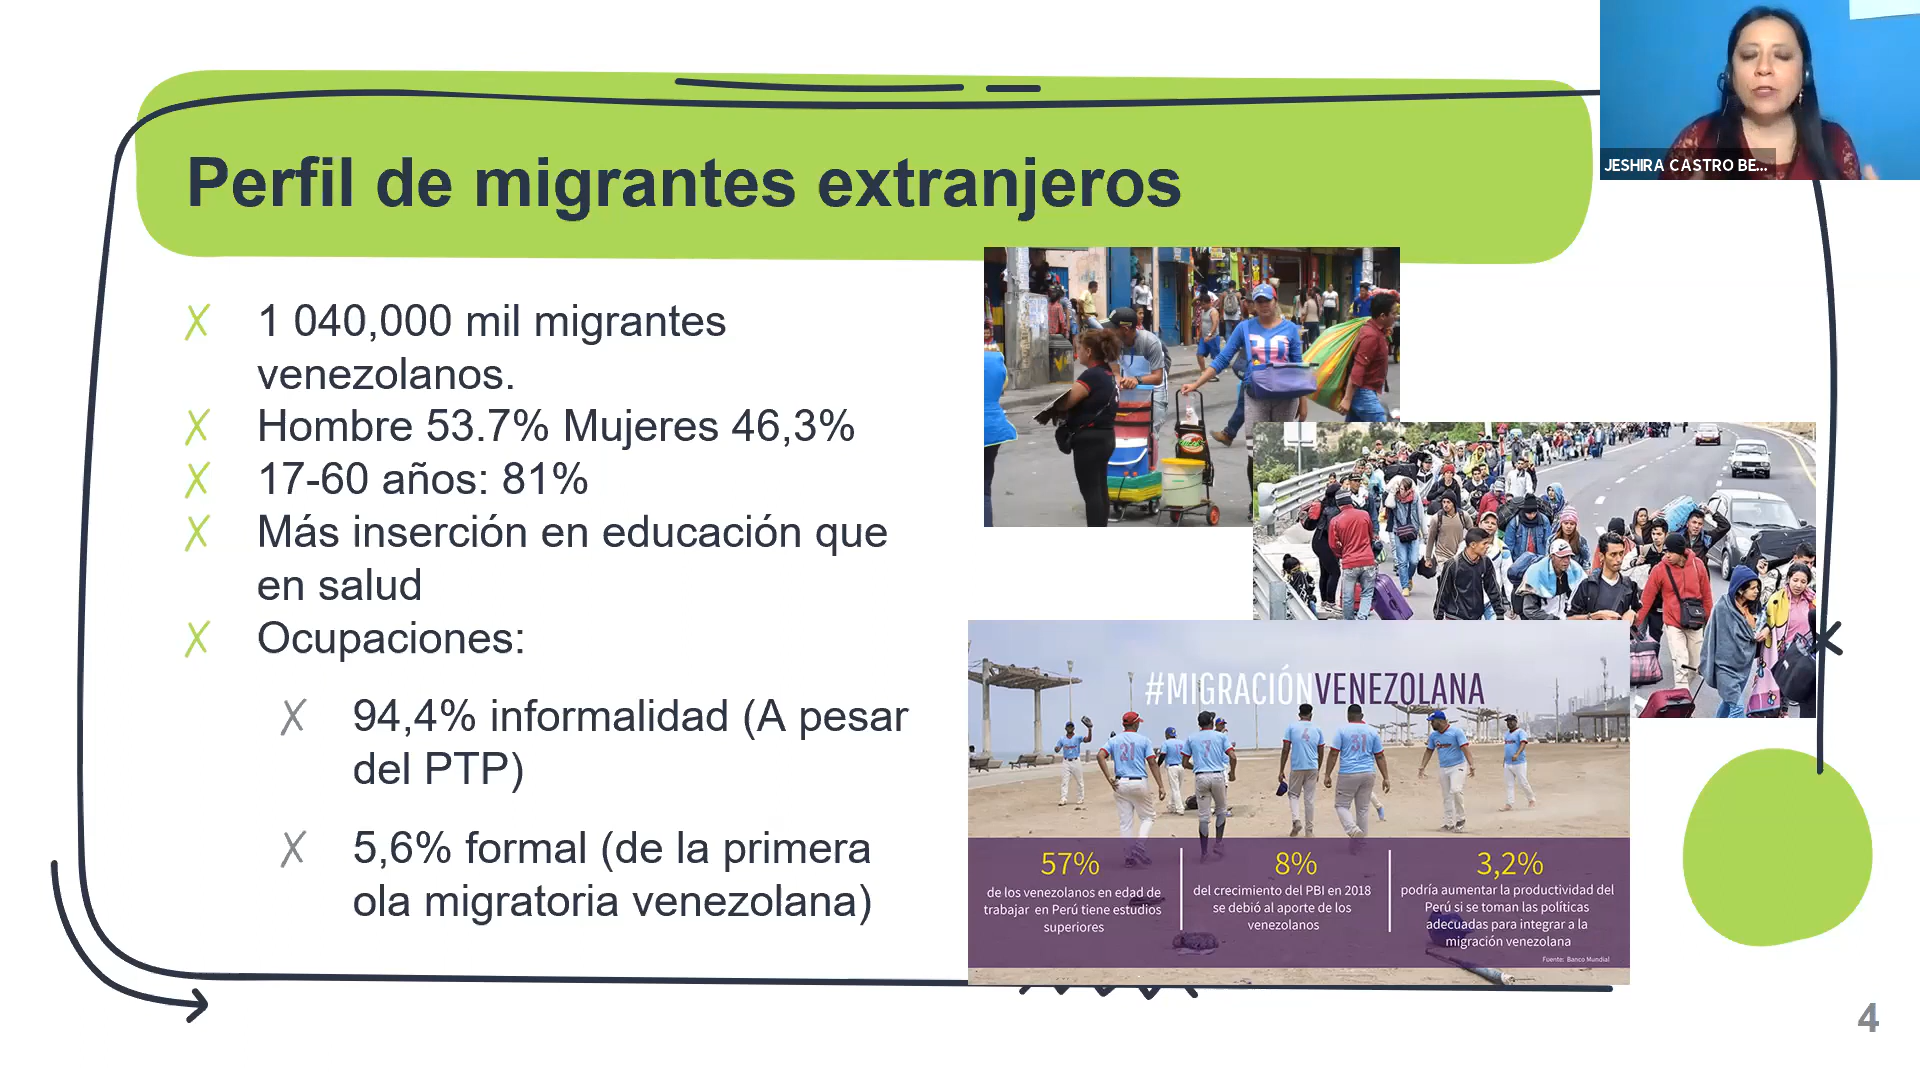 JESHIRA CASTRO BE...
Perfil de migrantes extranjeros
1 040,000 mil migrantes
venezolanos.
Hombre 53.7% Mujeres 46,3%
17-60 años: 81%
Más inserción en educación que
en salud
Ocupaciones:
94,4% informalidad (A pesar
del PTP)
5,6% formal (de la primera
ola migratoria venezolana)
#MIGRACIÓNVENEZOLANA
57%
de los venezolanos en edad de
trabajar en Perú tiene estudios
superiores
8%
del crecimiento del PBI en 2018
se debió al aporte de los
venezolanos
3,2%
podría aumentar la productividad del
Perú si se toman las políticas
adecuadas para integrar a la
migración venezolana
Fuente: Banco Mundial
4